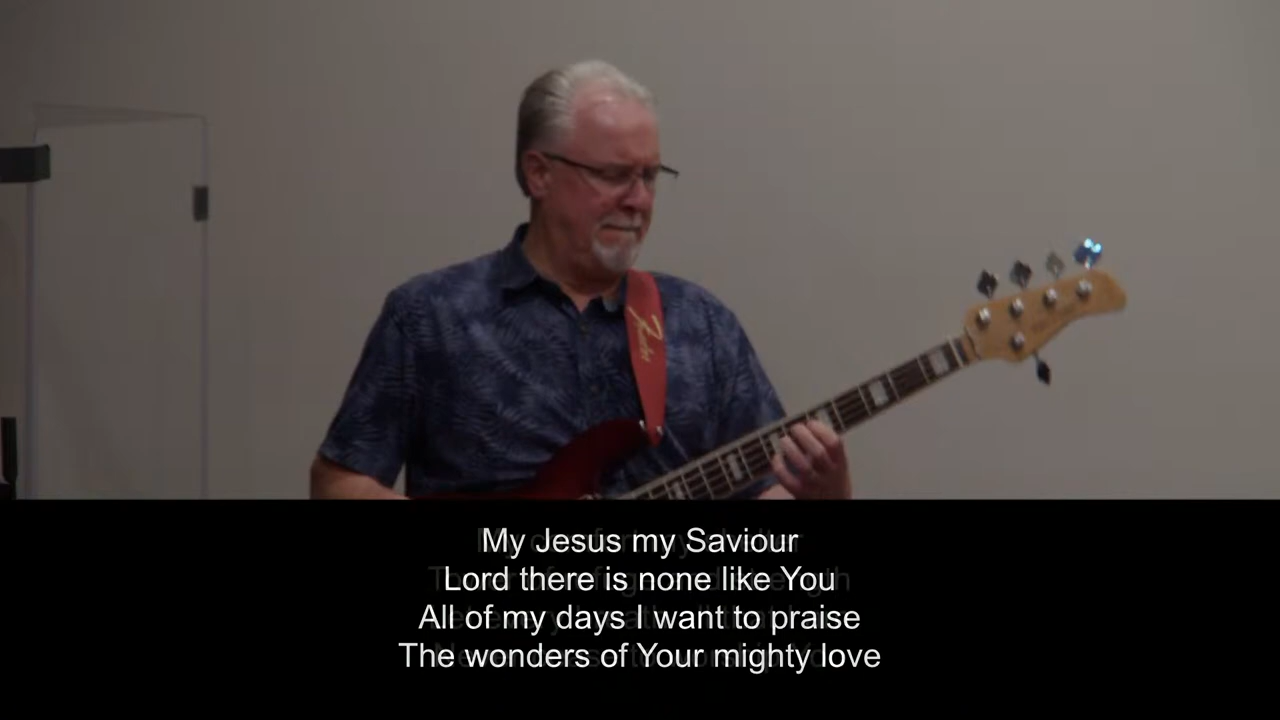 Fender
My Jesus my Saviour
Lord there is none like You
All of my days I want to praise
The wonders of Your mighty love